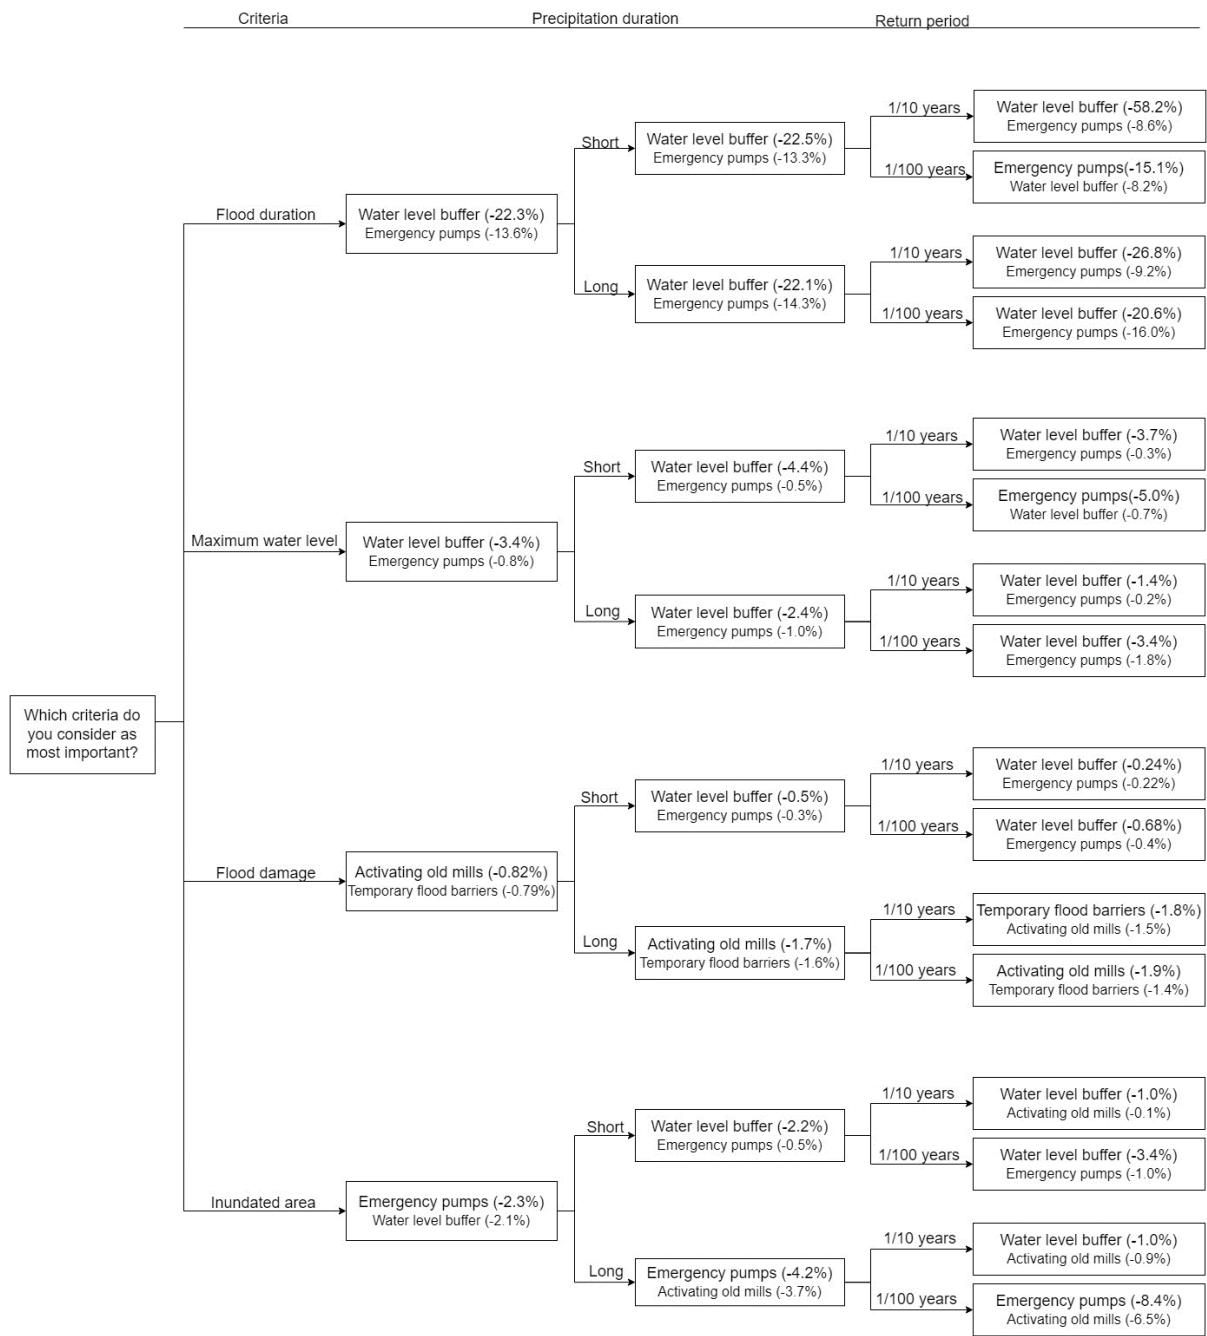 Criteria
Precipitation duration
Return period
Which criteria do
you consider as
most important?
Flood duration
Water level buffer (-22.3%)
Emergency pumps (-13.6%)
Short
Water level buffer (-22.5%)
Emergency pumps (-13.3%)
1/10 years
Water level buffer (-58.2%)
Emergency pumps (-8.6%)
1/100 years
Emergency pumps(-15.1%)
Water level buffer (-8.2%)
Long
Water level buffer (-22.1%)
Emergency pumps (-14.3%)
1/10 years
Water level buffer (-26.8%)
Emergency pumps (-9.2%)
1/100 years
Water level buffer (-20.6%)
Emergency pumps (-16.0%)
Maximum water level
Water level buffer (-3.4%)
Emergency pumps (-0.8%)
Short
Water level buffer (-4.4%)
Emergency pumps (-0.5%)
1/10 years
Water level buffer (-3.7%)
Emergency pumps (-0.3%)
1/100 years
Emergency pumps(-5.0%)
Water level buffer (-0.7%)
Long
Water level buffer (-2.4%)
Emergency pumps (-1.0%)
1/10 years
Water level buffer (-1.4%)
Emergency pumps (-0.2%)
1/100 years
Water level buffer (-3.4%)
Emergency pumps (-1.8%)
Flood damage
Activating old mills (-0.82%)
Temporary flood barriers (-0.79%)
Short
Water level buffer (-0.5%)
Emergency pumps (-0.3%)
1/10 years
Water level buffer (-0.24%)
Emergency pumps (-0.22%)
1/100 years
Water level buffer (-0.68%)
Emergency pumps (-0.4%)
Long
Activating old mills (-1.7%)
Temporary flood barriers (-1.6%)
1/10 years
Temporary flood barriers (-1.8%)
Activating old mills (-1.5%)
1/100 years
Activating old mills (-1.9%)
Temporary flood barriers (-1.4%)
Inundated area
Emergency pumps (-2.3%)
Water level buffer (-2.1%)
Short
Water level buffer (-2.2%)
Emergency pumps (-0.5%)
1/10 years
Water level buffer (-1.0%)
Activating old mills (-0.1%)
1/100 years
Water level buffer (-3.4%)
Emergency pumps (-1.0%)
Long
Emergency pumps (-4.2%)
Activating old mills (-3.7%)
1/10 years
Water level buffer (-1.0%)
Activating old mills (-0.9%)
1/100 years
Emergency pumps (-8.4%)
Activating old mills (-6.5%)